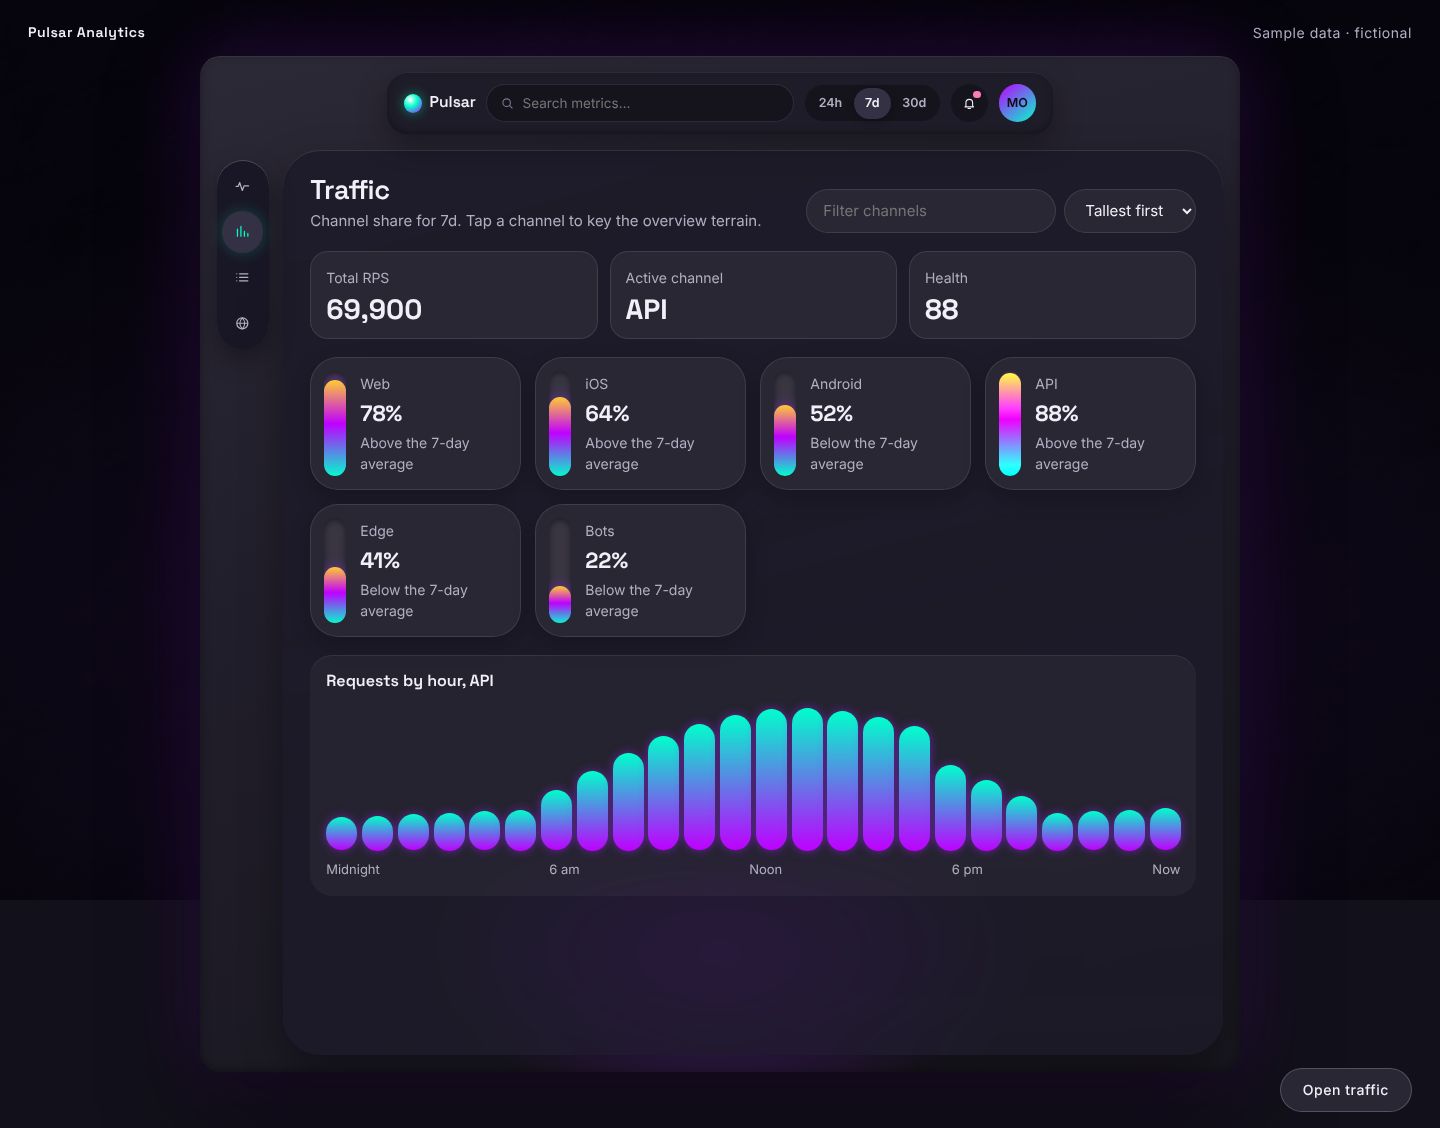 Pulsar Analytics
Sample data · fictional
Pulsar
Search metrics...
24h
7d
30d
MO
Traffic
Channel share for 7d. Tap a channel to key the overview terrain.
Filter channels
Tallest first
Total RPS
69,900
Active channel
API
Health
88
Web
78%
Above the 7-day
average
iOS
64%
Above the 7-day
average
Android
52%
Below the 7-day
average
API
88%
Above the 7-day
average
Edge
41%
Below the 7-day
average
Bots
22%
Below the 7-day
average
Requests by hour, API
Midnight
6 am
Noon
6 pm
Now
Open traffic